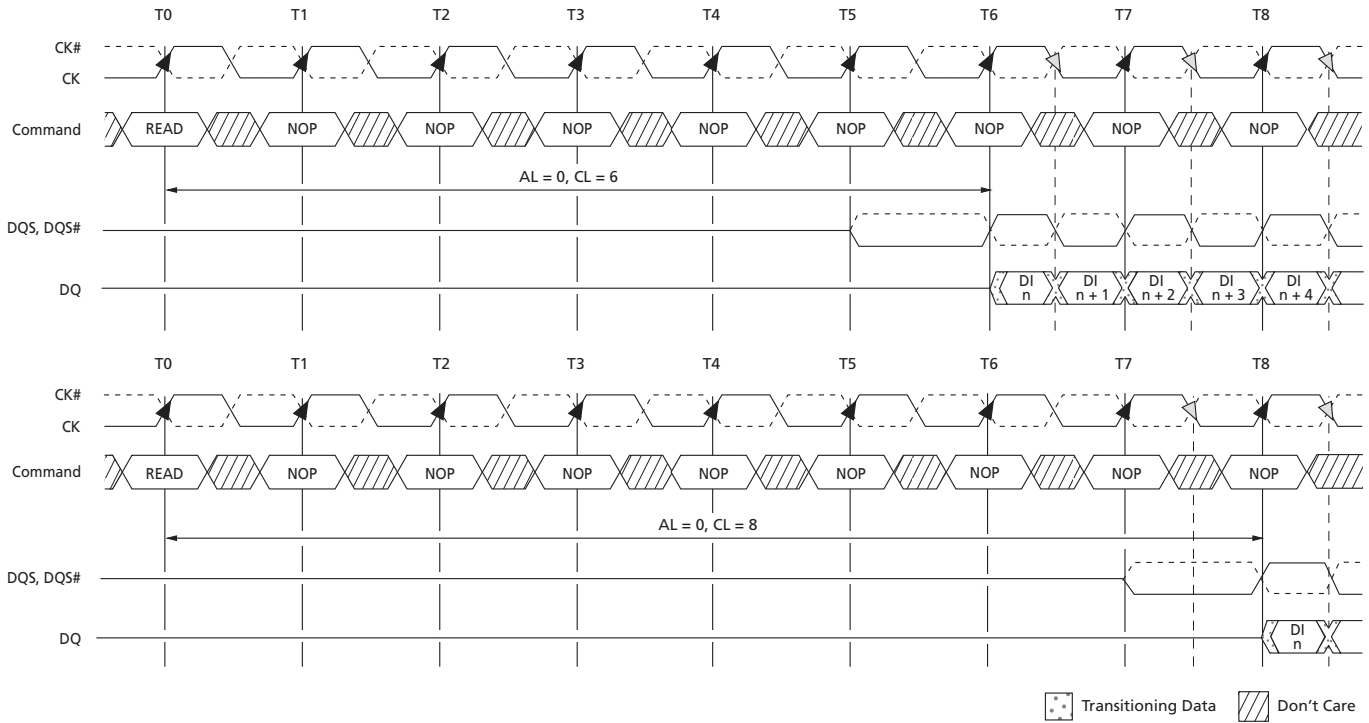 T0 T1 T2 T3 T4 T5 T6 T7 T8
CK#
CK
Command READ NOP NOP NOP NOP NOP NOP NOP NOP
AL = 0, CL = 6
DQS, DQS#
DQ DI n DI n + 1 DI n + 2 DI n + 3 DI n + 4
T0 T1 T2 T3 T4 T5 T6 T7 T8
CK#
CK
Command READ NOP NOP NOP NOP NOP NOP NOP NOP
AL = 0, CL = 8
DQS, DQS#
DQ DI n
Transitioning Data Don't Care